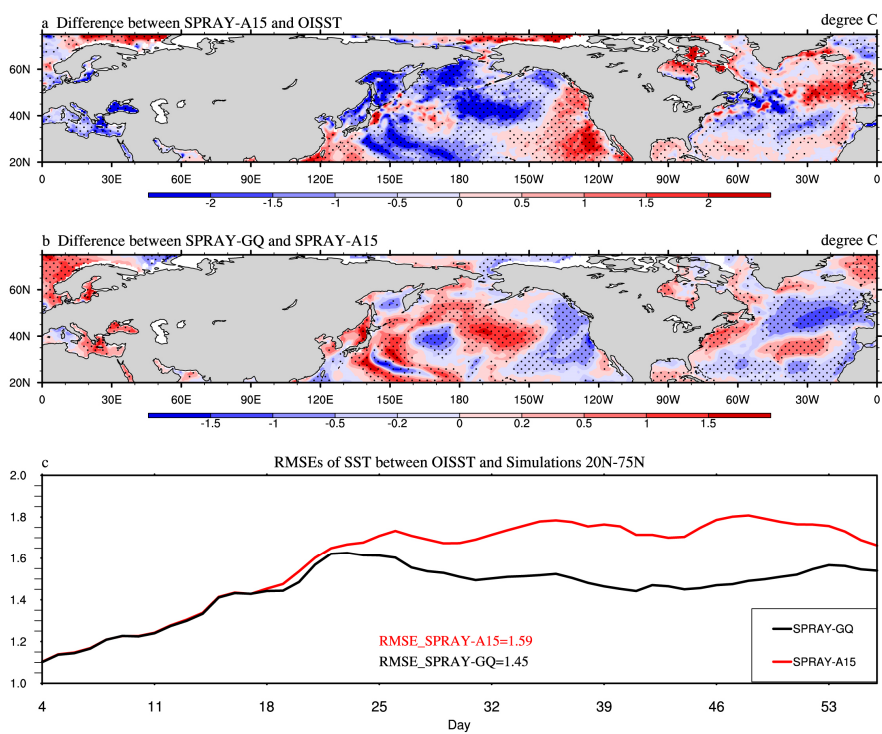 a Difference between SPRAY-A15 and OISST degree C
60N
40N
20N
0 30E 60E 90E 120E 150E 180 150W 120W 90W 60W 30W 0
-2 -1.5 -1 -0.5 0 0.5 1 1.5 2
b Difference between SPRAY-GQ and SPRAY-A15 degree C
60N
40N
20N
0 30E 60E 90E 120E 150E 180 150W 120W 90W 60W 30W 0
-1.5 -1 -0.5 -0.2 0 0.2 0.5 1 1.5
c RMSEs of SST between OISST and Simulations 20N-75N
2.0
1.8
1.6
1.4
1.2
1.0
RMSE_SPRAY-A15=1.59
RMSE_SPRAY-GQ=1.45
SPRAY-GQ
SPRAY-A15
4 11 18 25 32 39 46 53
Day